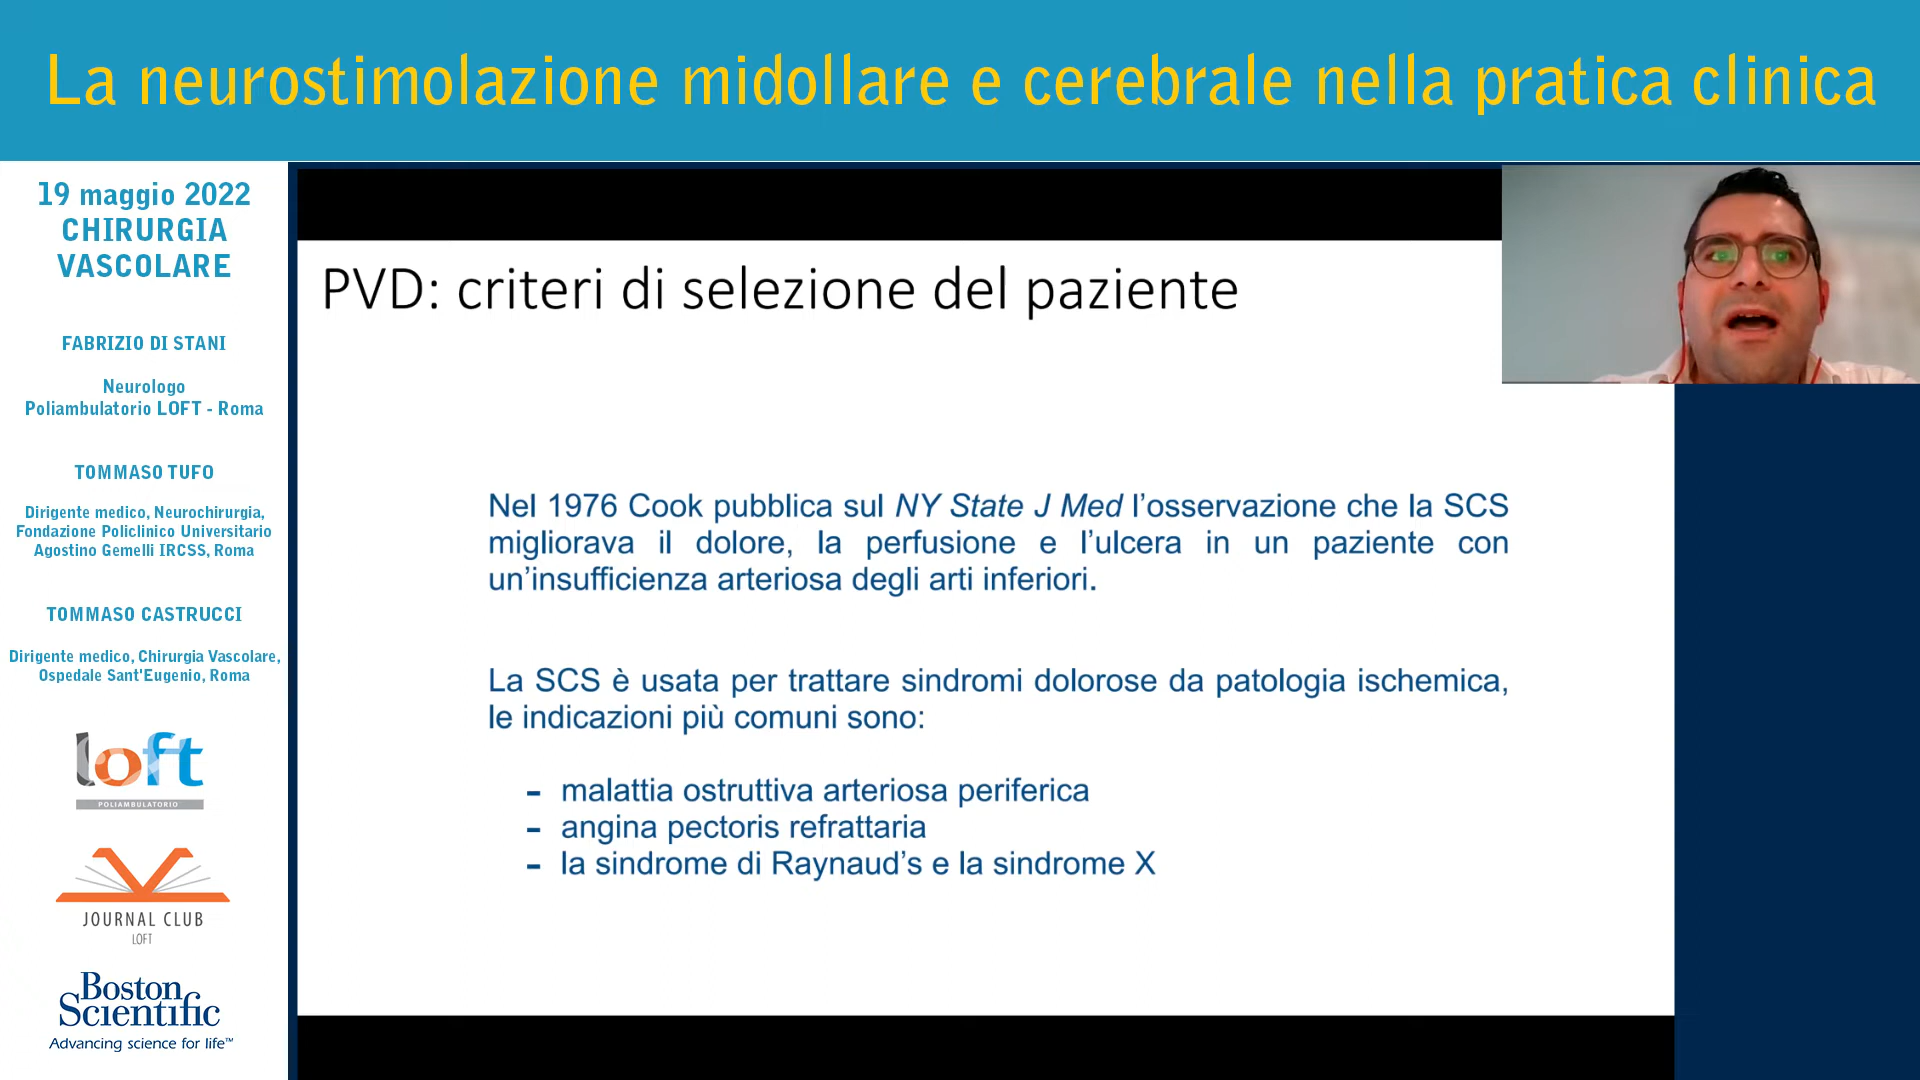 La neurostimolazione midollare e cerebrale nella pratica clinica
19 maggio 2022
CHIRURGIA
VASCOLARE
FABRIZIO DI STANI
Neurologo
Poliambulatorio LOFT - Roma
TOMMASO TUFO
Dirigente medico, Neurochirurgia,
Fondazione Policlinico Universitario
Agostino Gemelli IRCSS, Roma
TOMMASO CASTRUCCI
Dirigente medico, Chirurgia Vascolare,
Ospedale Sant'Eugenio, Roma
loft
POLIAMBULATORIO
JOURNAL CLUB
LOFT
Boston
Scientific
Advancing science for life™
PVD: criteri di selezione del paziente
Nel 1976 Cook pubblica sul NY State J Med l’osservazione che la SCS
migliorava il dolore, la perfusione e l’ulcera in un paziente con
un’insufficienza arteriosa degli arti inferiori.
La SCS è usata per trattare sindromi dolorose da patologia ischemica,
le indicazioni più comuni sono:
- malattia ostruttiva arteriosa periferica
- angina pectoris refrattaria
- la sindrome di Raynaud’s e la sindrome X